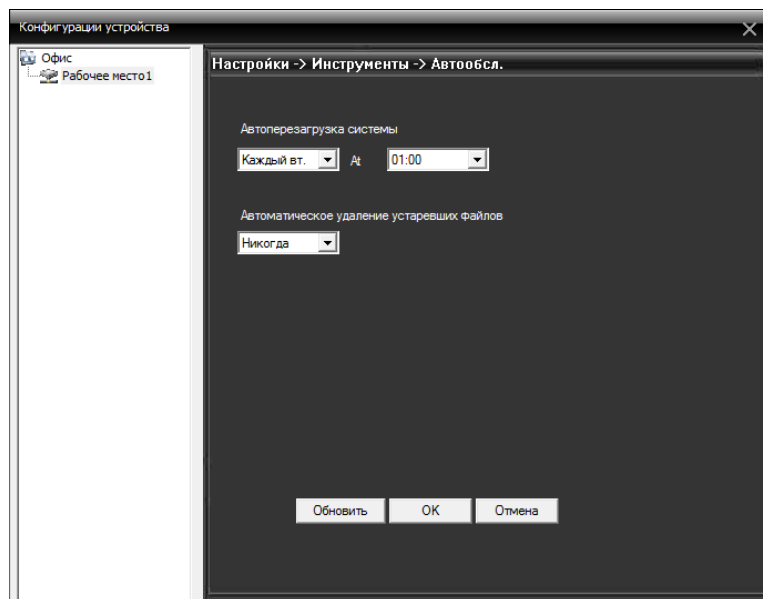 Конфигурации устройства
Офис
Рабочее место1
Настройки -> Инструменты -> Автообсл.
Автоперезагрузка системы
Каждый вт. At 01:00
Автоматическое удаление устаревших файлов
Никогда
Обновить OK Отмена